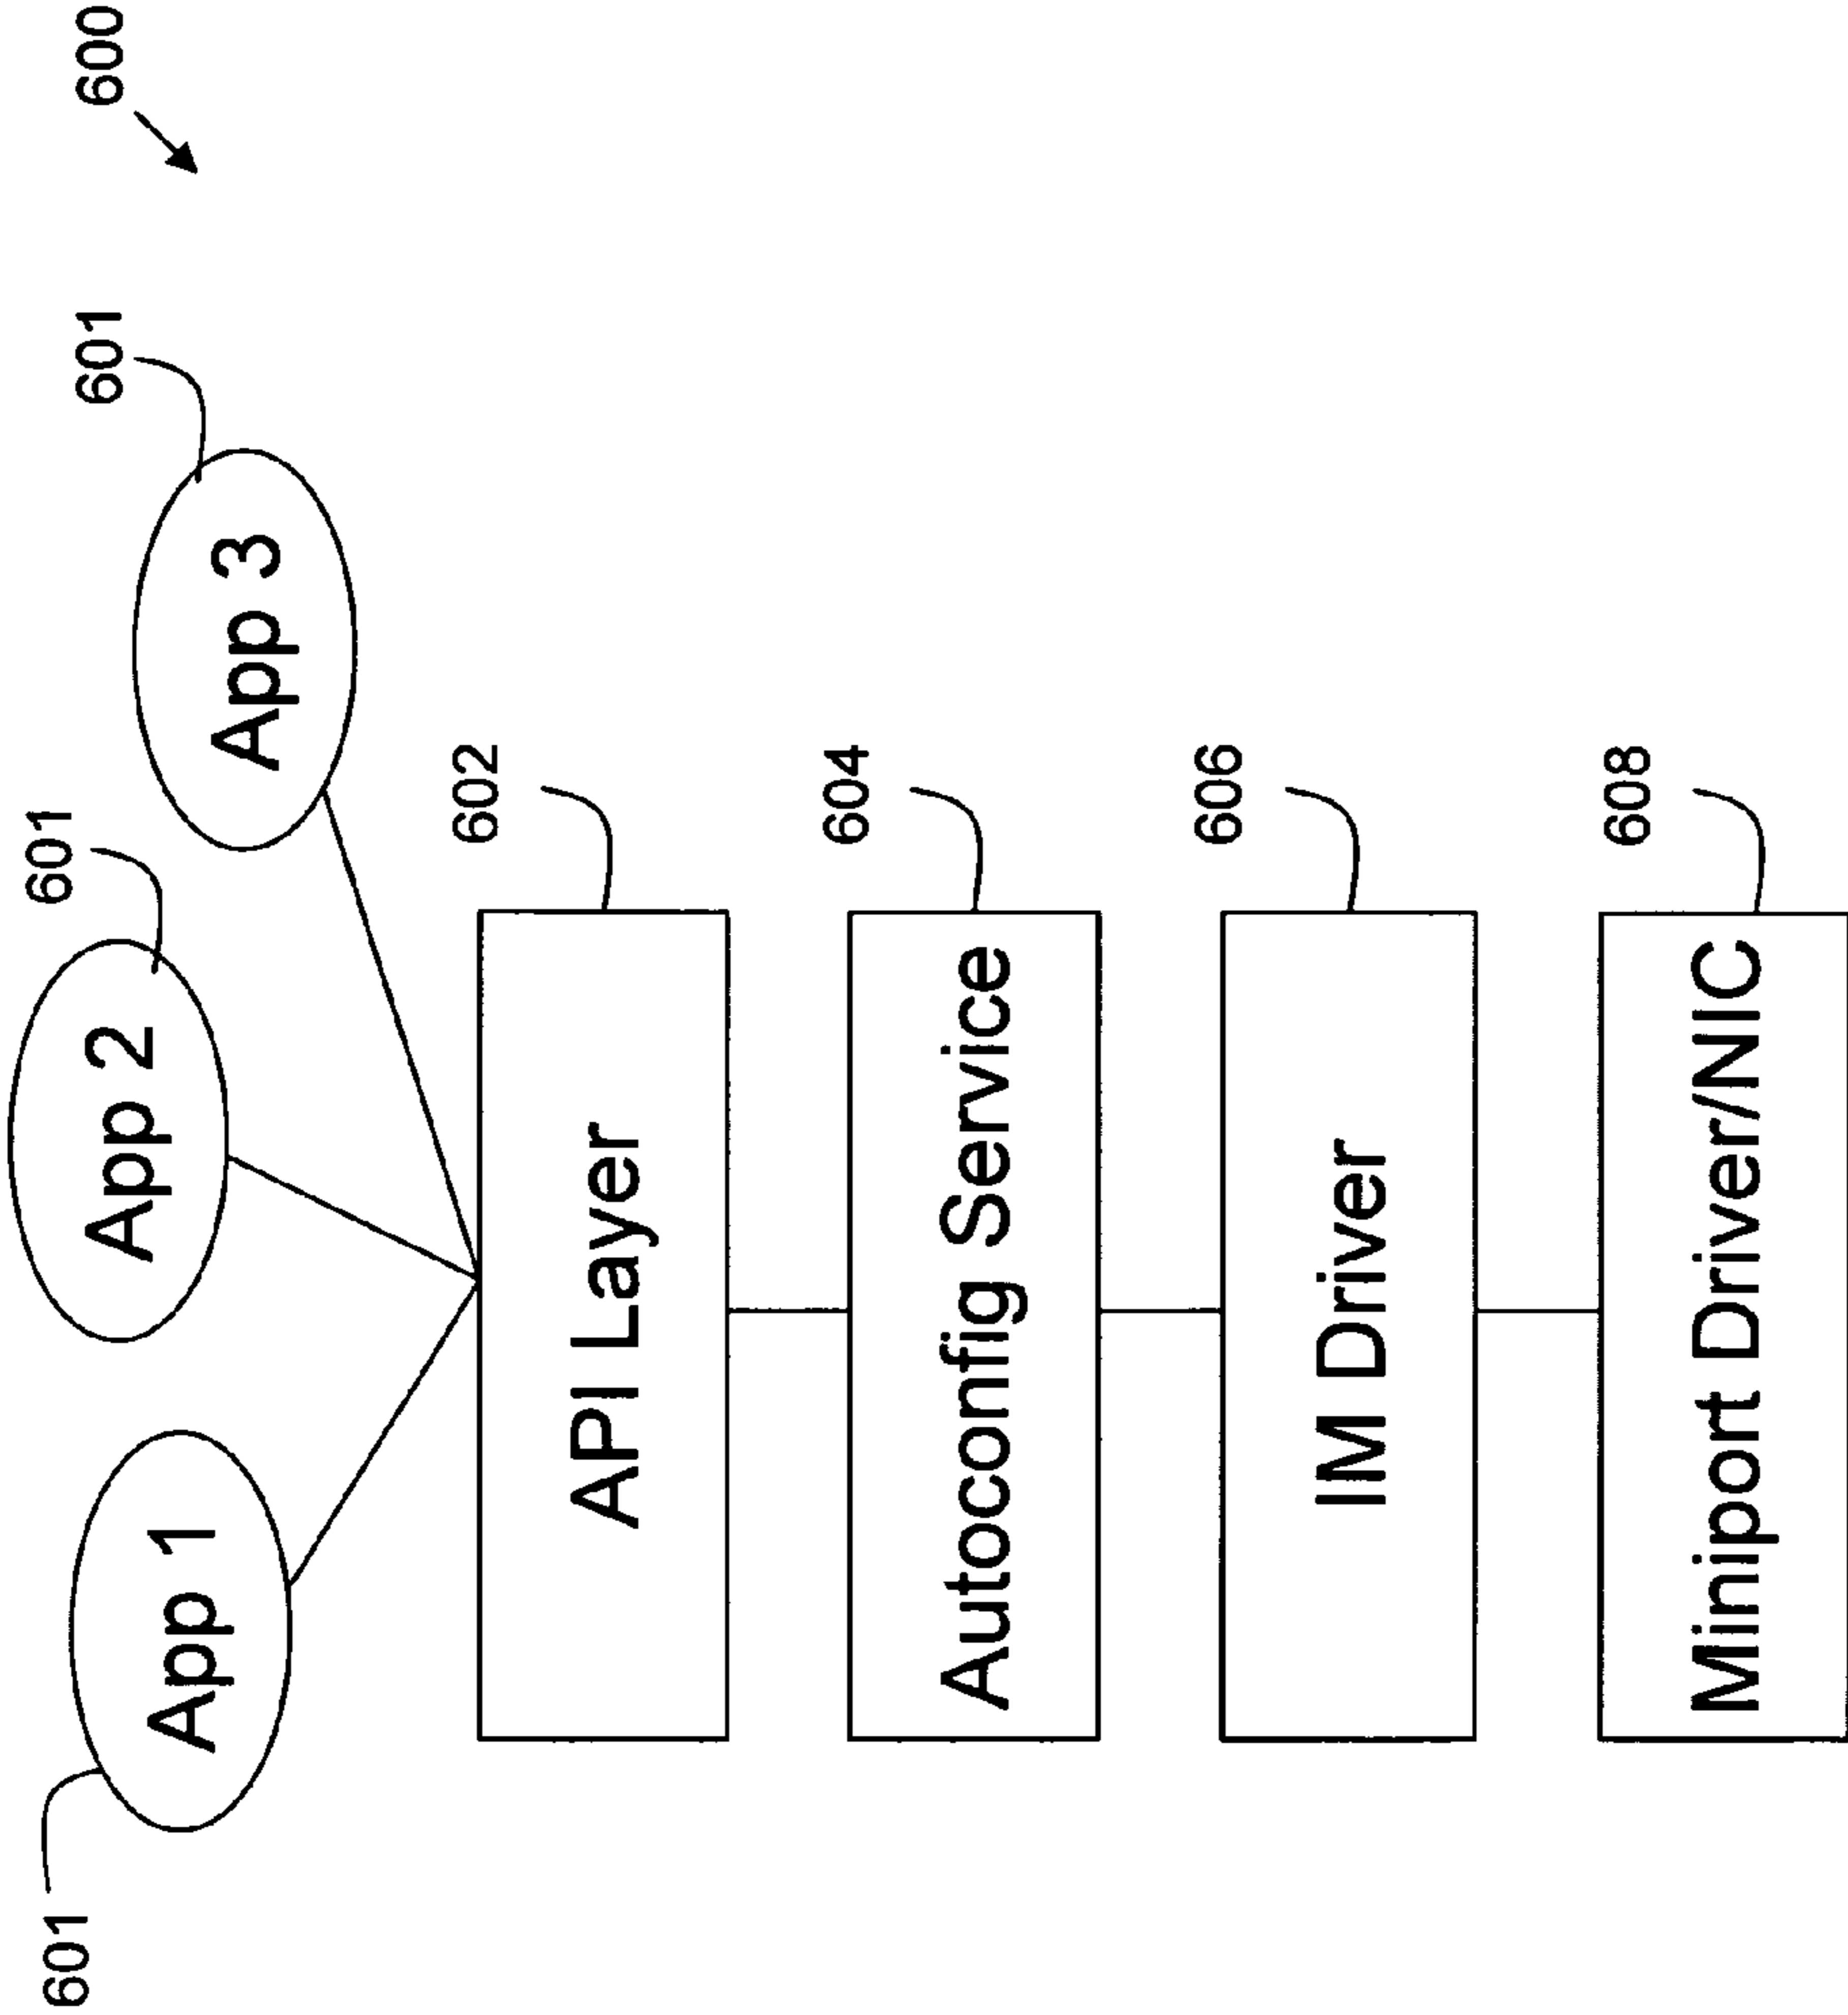 600
601
601
601
App 1
App 2
App 3
602
API Layer
604
Autoconfig Service
606
IM Driver
608
Miniport Driver/NIC